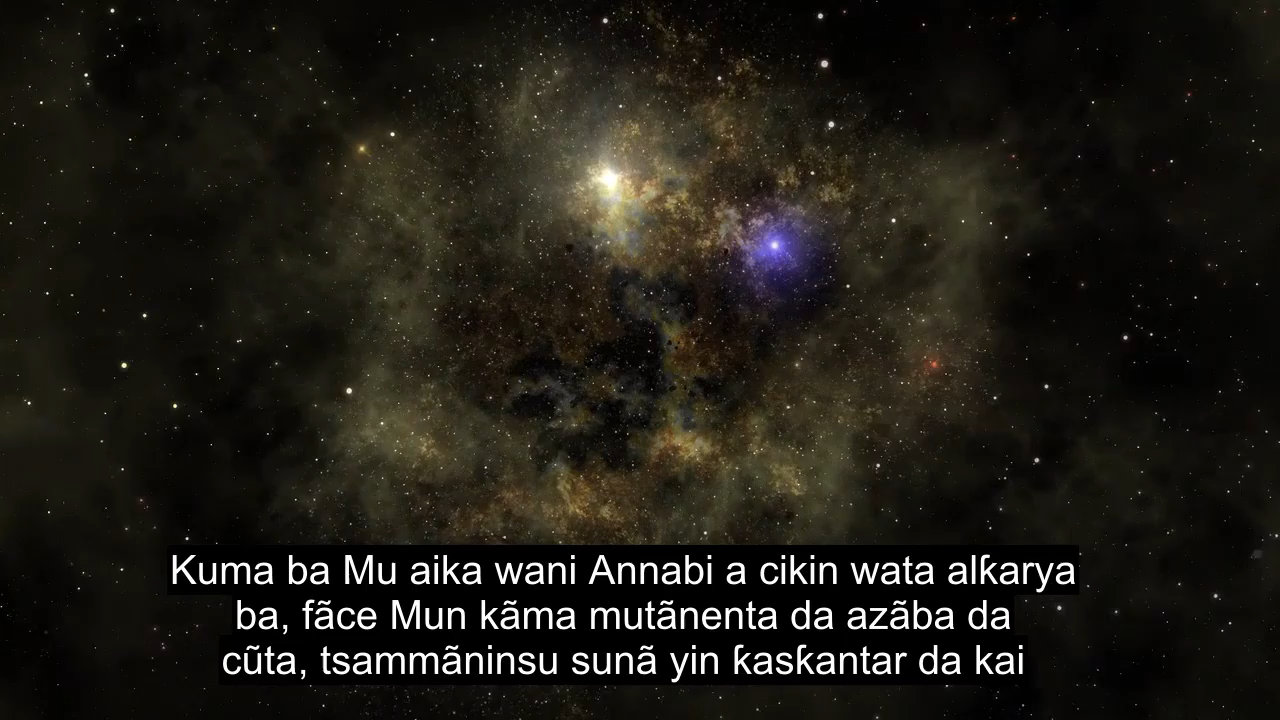 Kuma ba Mu aika wani Annabi a cikin wata alƙarya
ba, fãce Mun kãma mutãnenta da azãba da
cũta, tsammãninsu sunã yin ƙasƙantar da kai